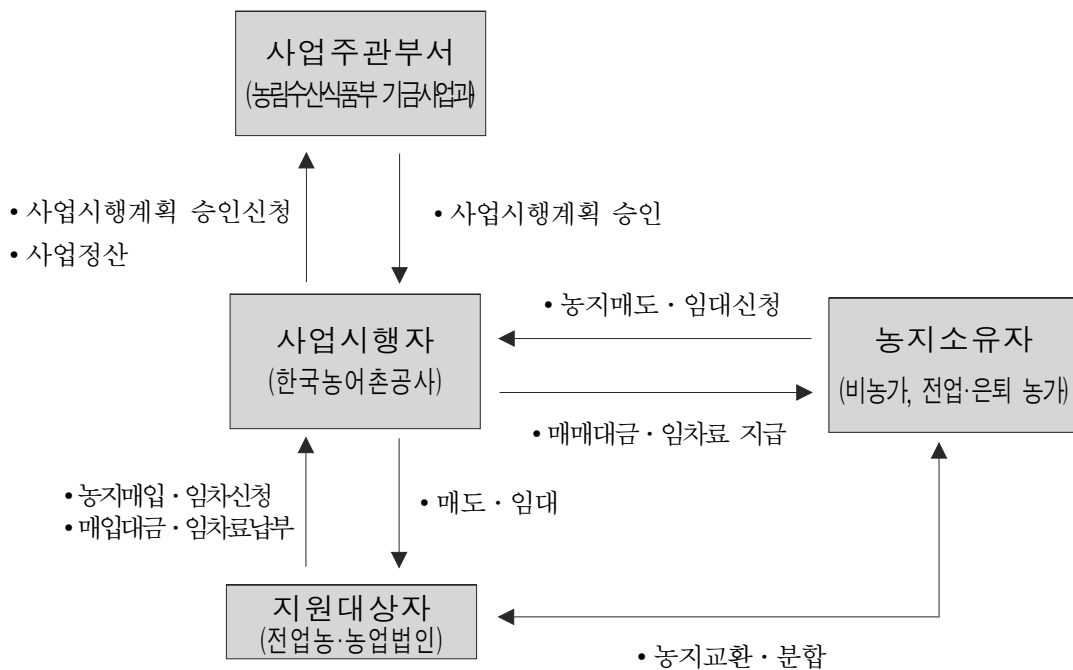 사업주관부서
(농림수산식품부 기금사업과)
• 사업시행계획 승인신청
• 사업정산
• 사업시행계획 승인
사업시행자
(한국농어촌공사)
• 농지매도 · 임대신청
농지소유자
(비농가, 전업·은퇴 농가)
• 매매대금 · 임차료 지급
• 농지매입 · 임차신청
• 매입대금 · 임차료납부
• 매도 · 임대
지원대상자
(전업농·농업법인)
• 농지교환 · 분합